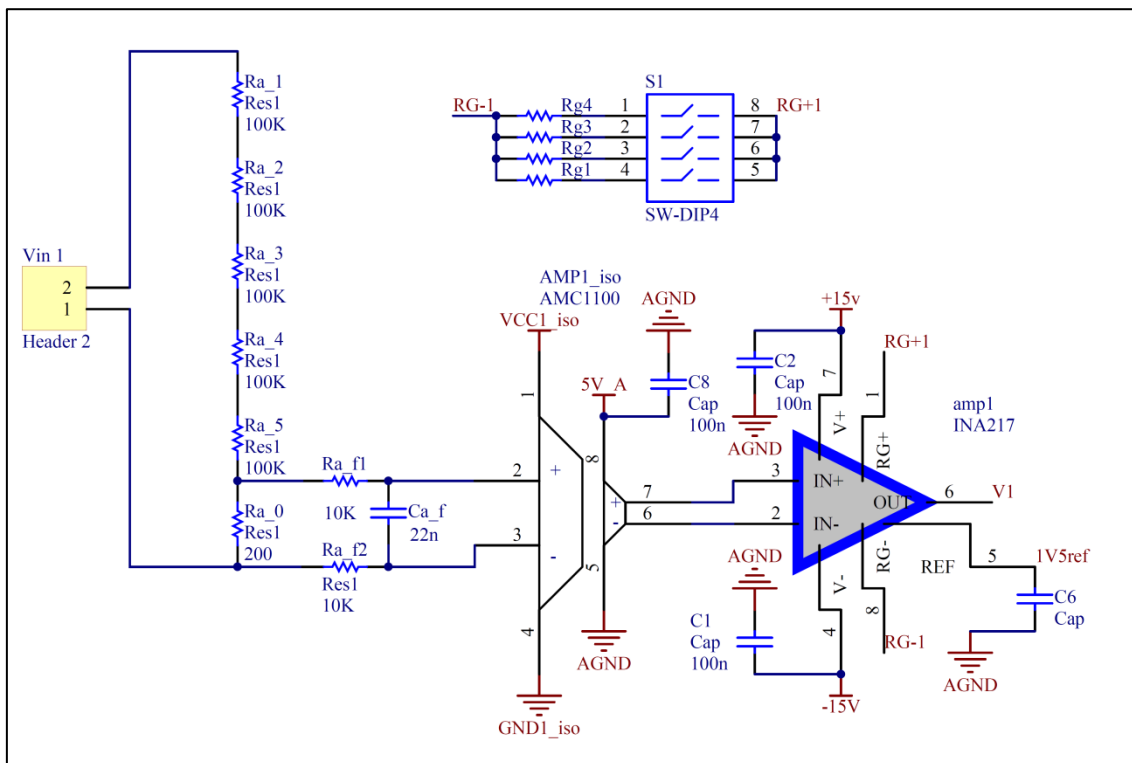 Ra_1
Res1
100K
Ra_2
Res1
100K
Ra_3
Res1
100K
Ra_4
Res1
100K
Ra_5
Res1
100K
Ra_0
Res1
200
Vin 1
2
1
Header 2
Ra_f1
10K
Ca_f
22n
Ra_f2
Res1
10K
S1
RG-1
Rg4
1
8
RG+1
Rg3
2
7
Rg2
3
6
Rg1
4
5
SW-DIP4
AMP1_iso
AMC1100
VCC1_iso
1
2
+
3
-
4
GND1_iso
AGND
C8
Cap
100n
5V_A
8
+
7
-
6
5
AGND
+15v
C2
Cap
100n
AGND
7
V+
RG+1
1
RG+
amp1
INA217
3
IN+
2
IN-
OUT
6
V1
RG-
REF
5
1V5ref
C6
Cap
AGND
AGND
C1
Cap
100n
V-
4
-15V
8
RG-1